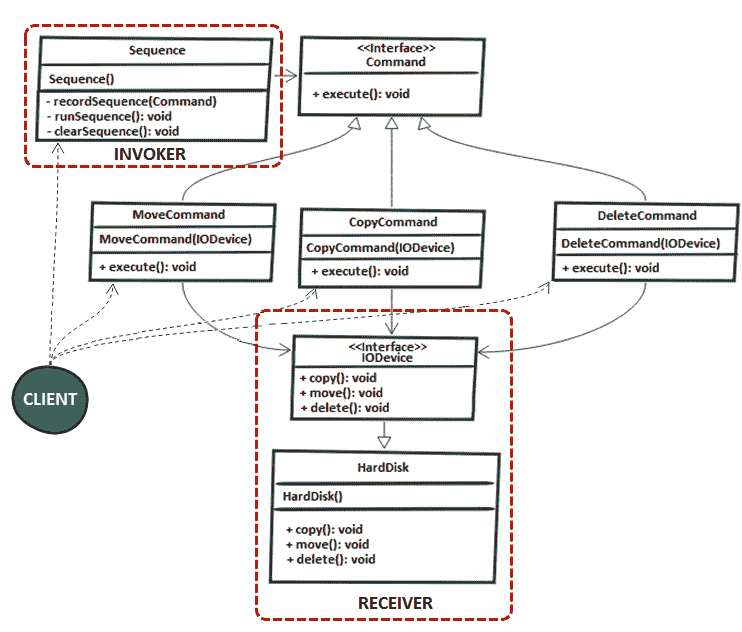 Sequence
Sequence()
- recordSequence(Command)
- runSequence(): void
- clearSequence(): void
INVOKER
<<Interface>>
Command
+ execute(): void
MoveCommand
MoveCommand(IODevice)
+ execute(): void
CopyCommand
CopyCommand(IODevice)
+ execute(): void
DeleteCommand
DeleteCommand(IODevice)
+ execute(): void
CLIENT
<<Interface>>
IODevice
+ copy(): void
+ move(): void
+ delete(): void
HardDisk
HardDisk()
+ copy(): void
+ move(): void
+ delete(): void
RECEIVER